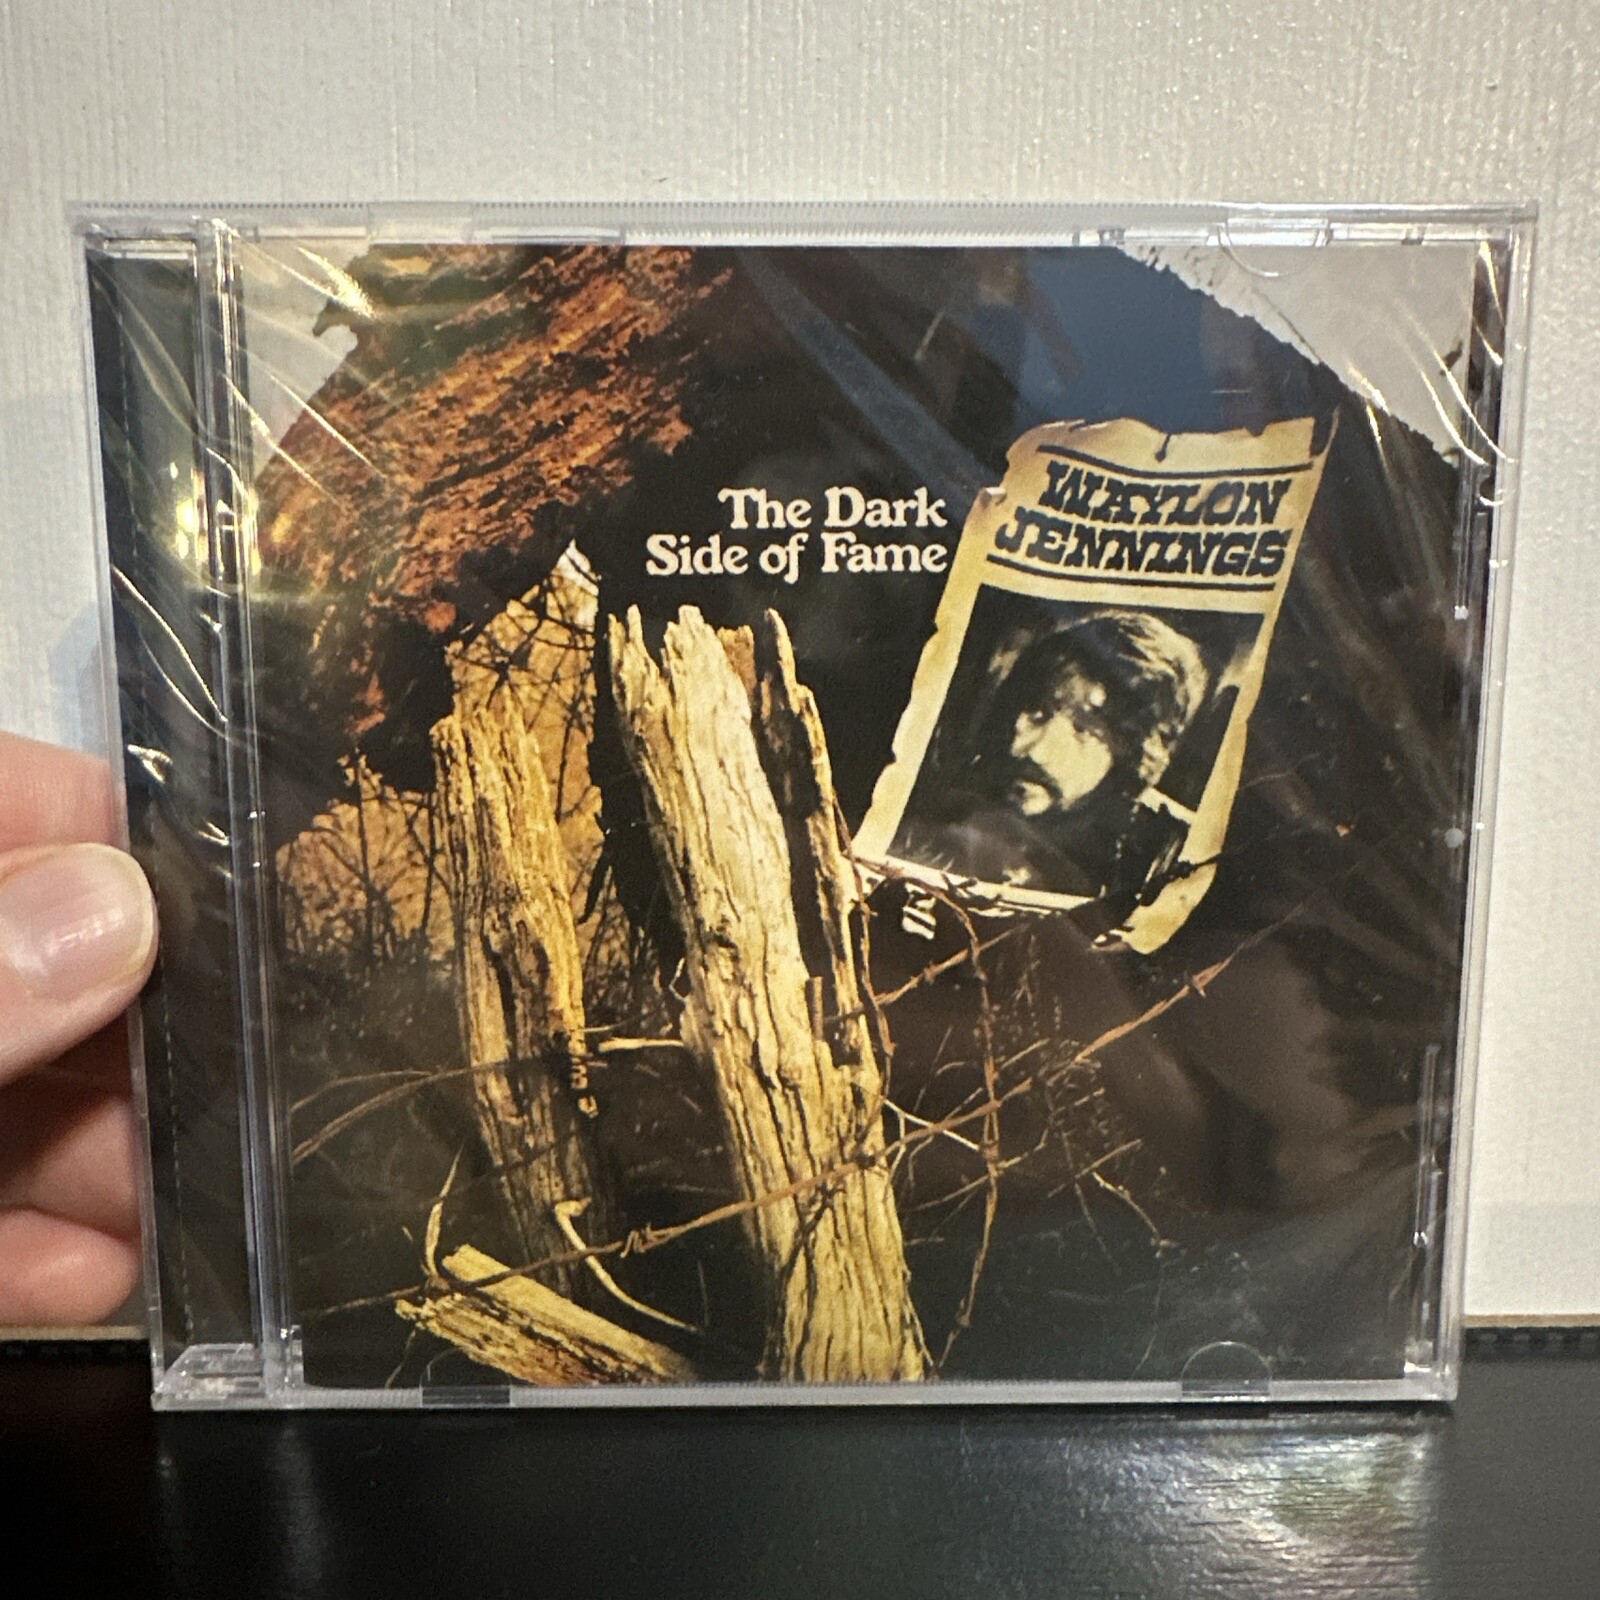 The Dark
Side of Fame
WAYLON
JENNINGS